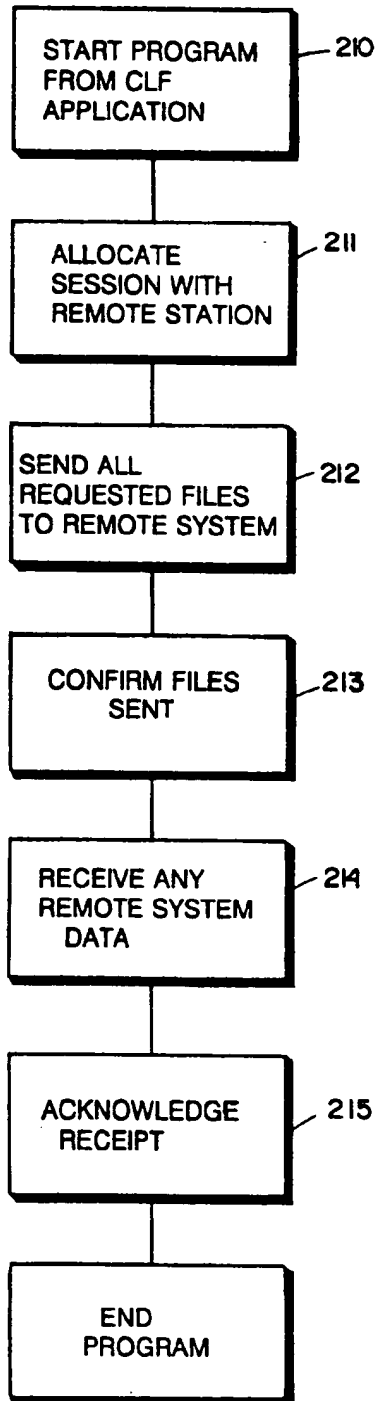 START PROGRAM
FROM CLF
APPLICATION
210
ALLOCATE
SESSION WITH
REMOTE STATION
211
SEND ALL
REQUESTED FILES
TO REMOTE SYSTEM
212
CONFIRM FILES
SENT
213
RECEIVE ANY
REMOTE SYSTEM
DATA
214
ACKNOWLEDGE
RECEIPT
215
END
PROGRAM